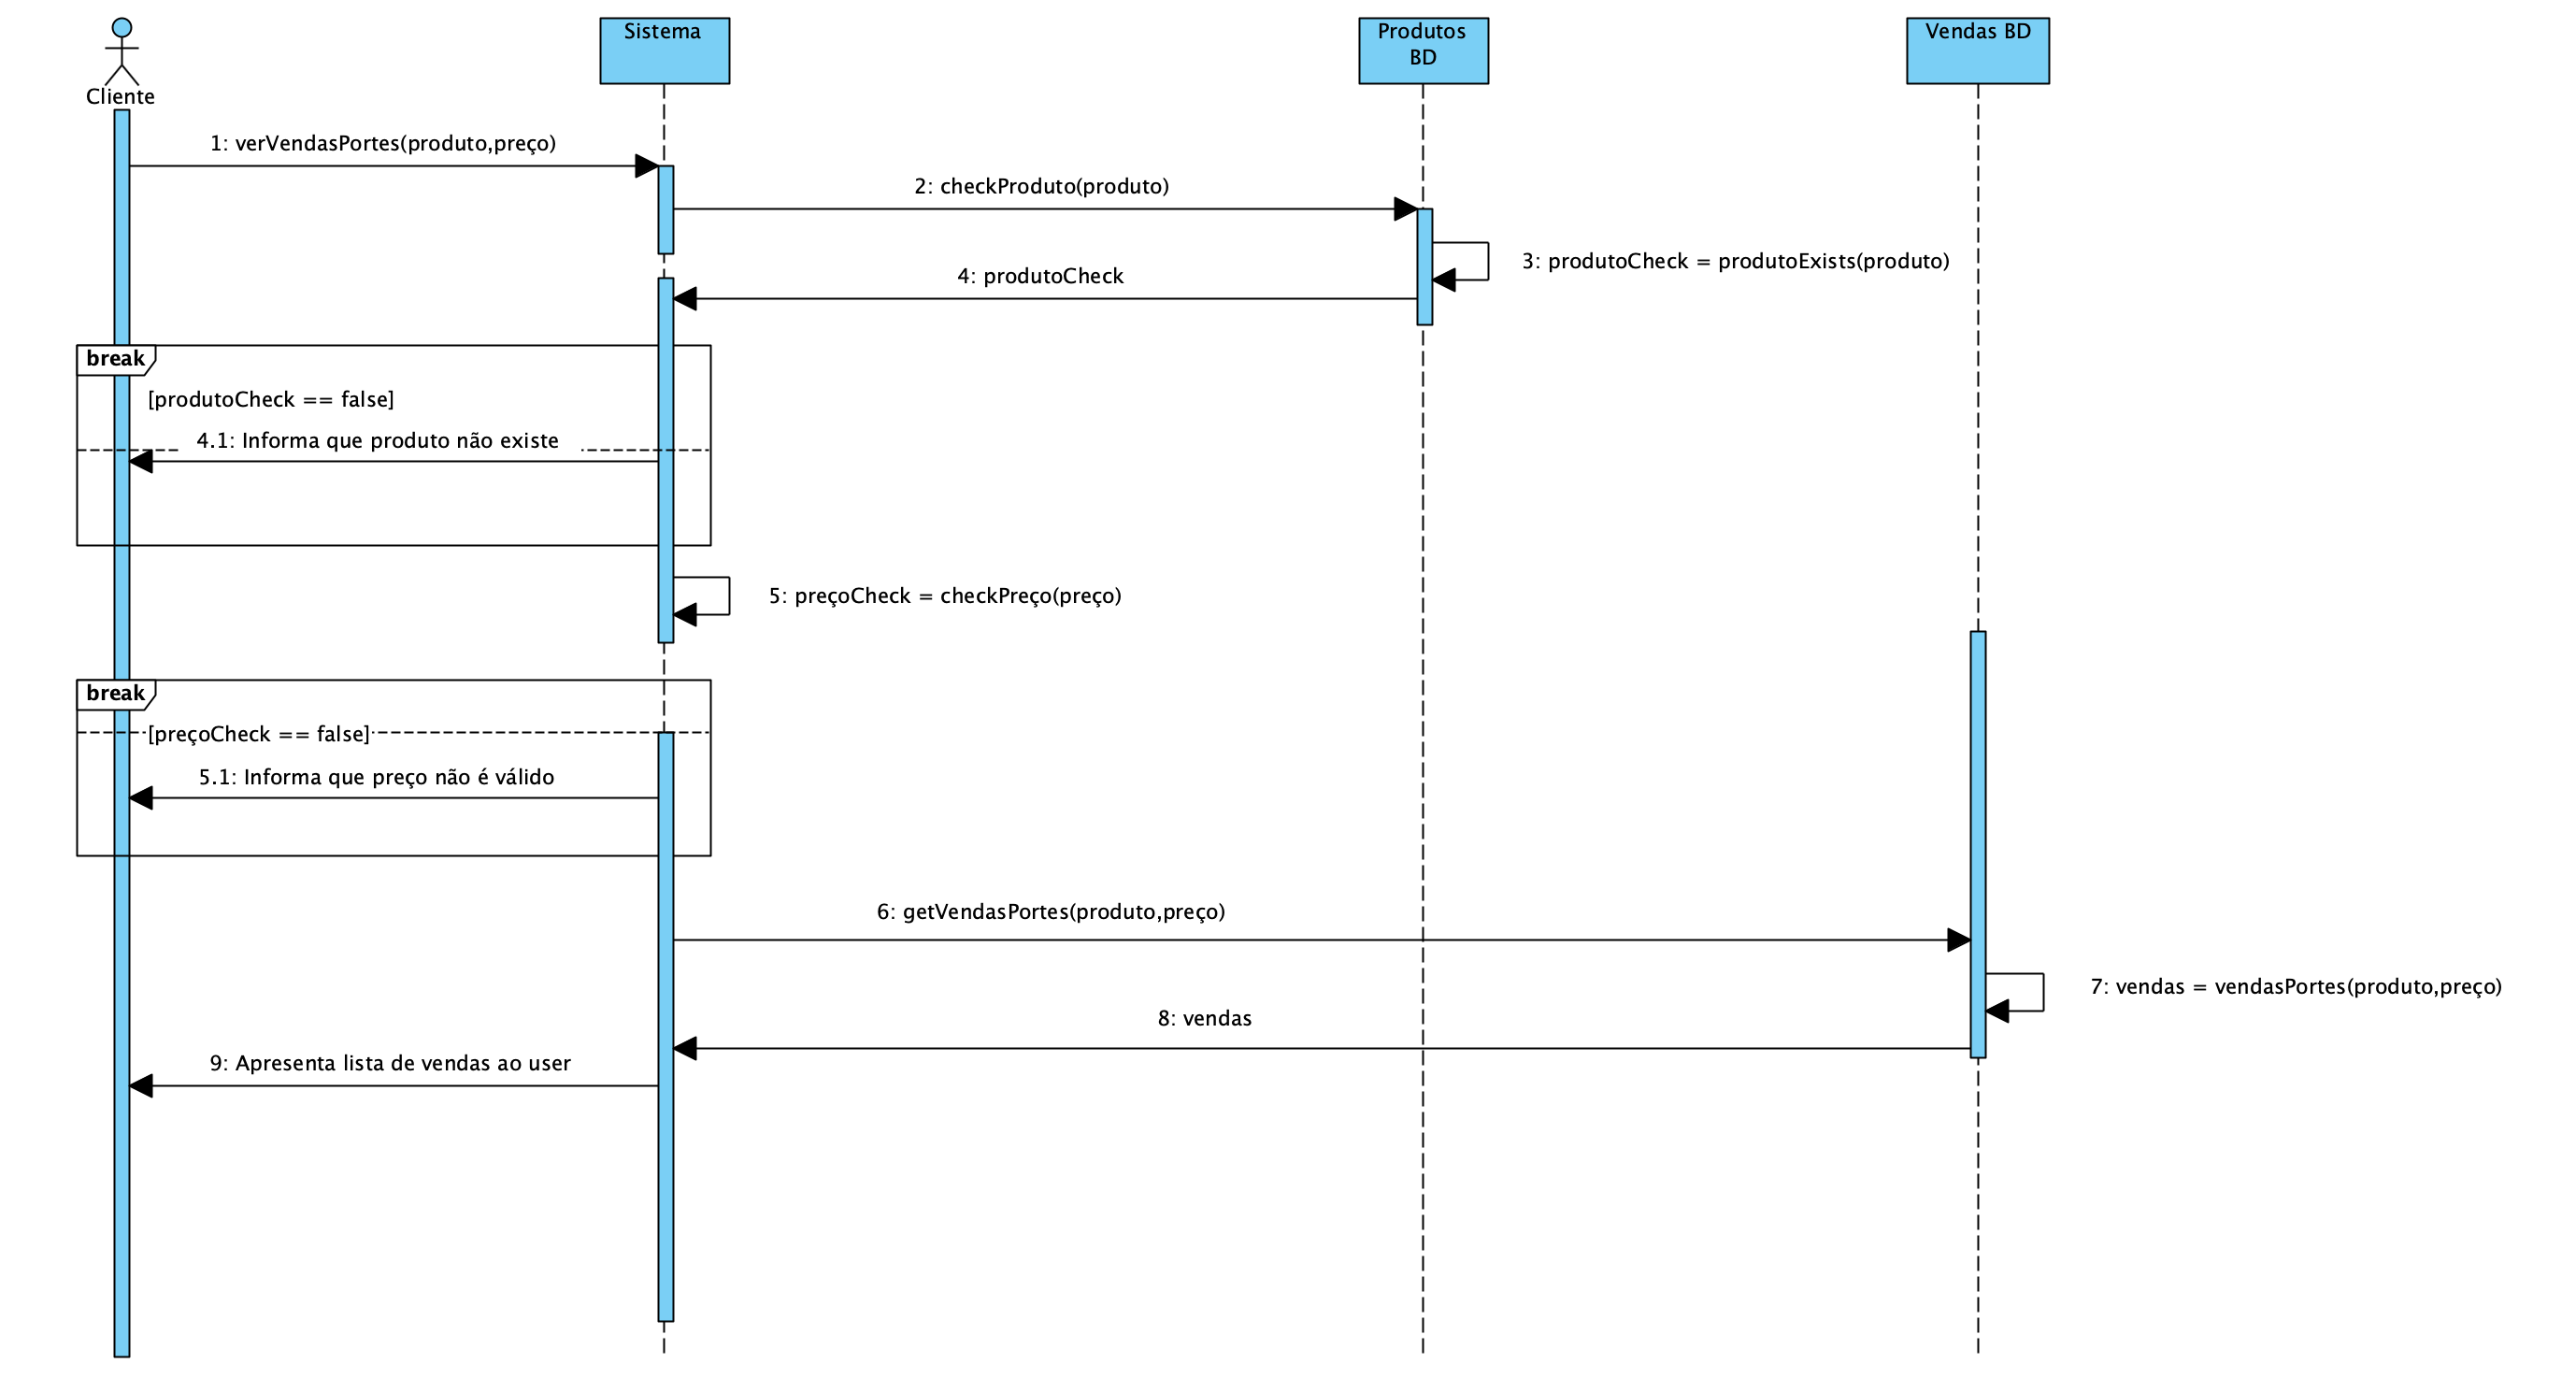 Cliente
Sistema
Produtos
BD
Vendas BD
1: verVendasPortes(produto,preço)
2: checkProduto(produto)
3: produtoCheck = produtoExists(produto)
4: produtoCheck
break
[produtoCheck == false]
4.1: Informa que produto não existe
5: preçoCheck = checkPreço(preço)
break
[preçoCheck == false]
5.1: Informa que preço não é válido
6: getVendasPortes(produto,preço)
7: vendas = vendasPortes(produto,preço)
8: vendas
9: Apresenta lista de vendas ao user